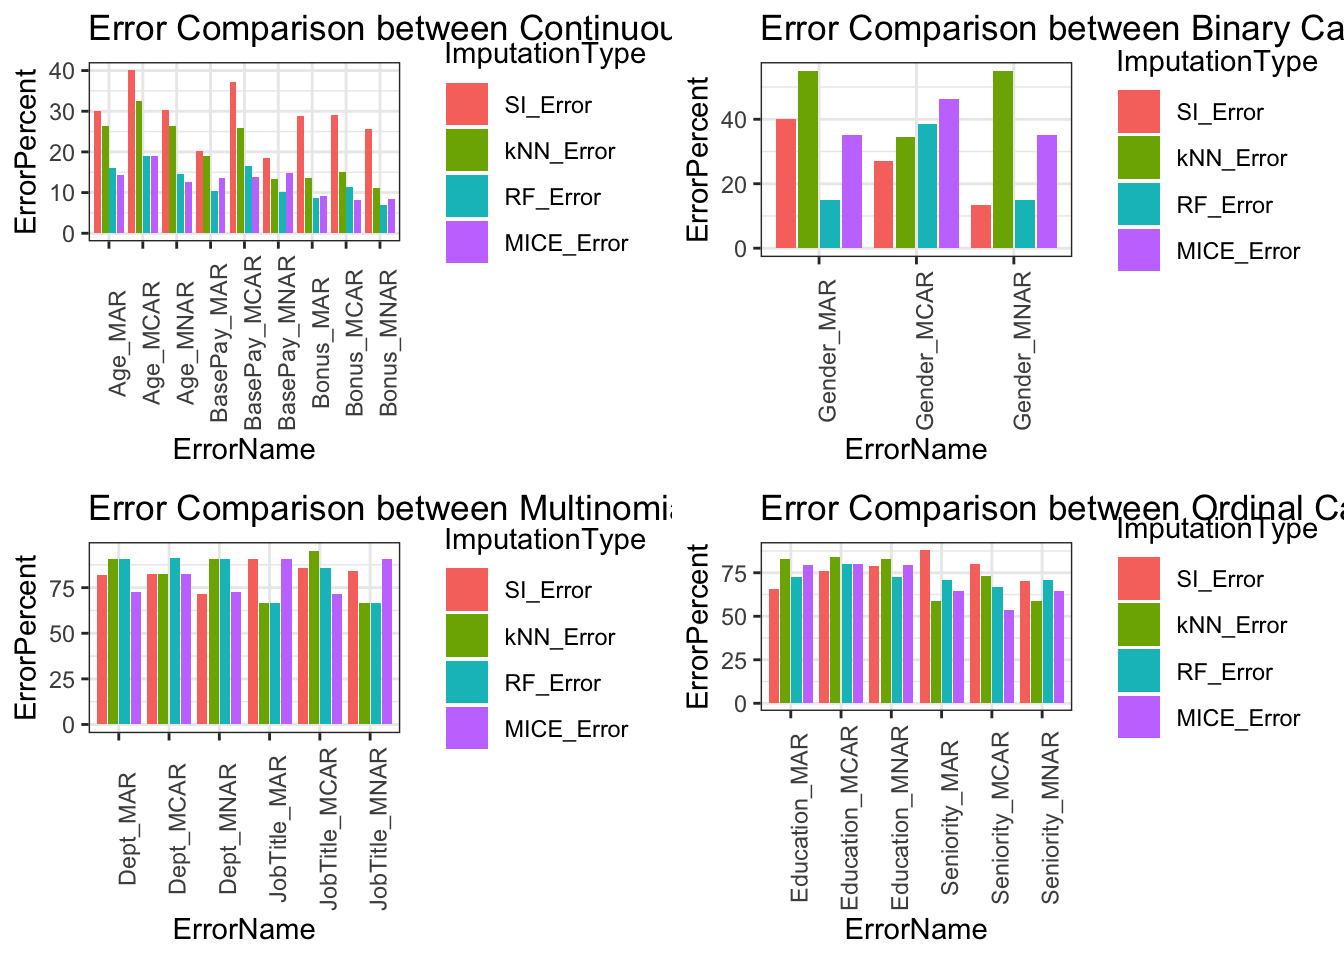 Error Comparison between Continuou
ErrorPercent
40
30
20
10
0
Age_MAR
Age_MCAR
Age_MNAR
BasePay_MAR
BasePay_MCAR
BasePay_MNAR
Bonus_MAR
Bonus_MCAR
Bonus_MNAR
ErrorName
ImputationType
SI_Error
kNN_Error
RF_Error
MICE_Error
Error Comparison between Binary Ca
ErrorPercent
40
20
0
Gender_MAR
Gender_MCAR
Gender_MNAR
ErrorName
ImputationType
SI_Error
kNN_Error
RF_Error
MICE_Error
Error Comparison between Multinomi
ErrorPercent
75
50
25
0
Dept_MAR
Dept_MCAR
Dept_MNAR
JobTitle_MAR
JobTitle_MCAR
JobTitle_MNAR
ErrorName
ImputationType
SI_Error
kNN_Error
RF_Error
MICE_Error
Error Comparison between Ordinal Ca
ErrorPercent
75
50
25
0
Education_MAR
Education_MCAR
Education_MNAR
Seniority_MAR
Seniority_MCAR
Seniority_MNAR
ErrorName
ImputationType
SI_Error
kNN_Error
RF_Error
MICE_Error